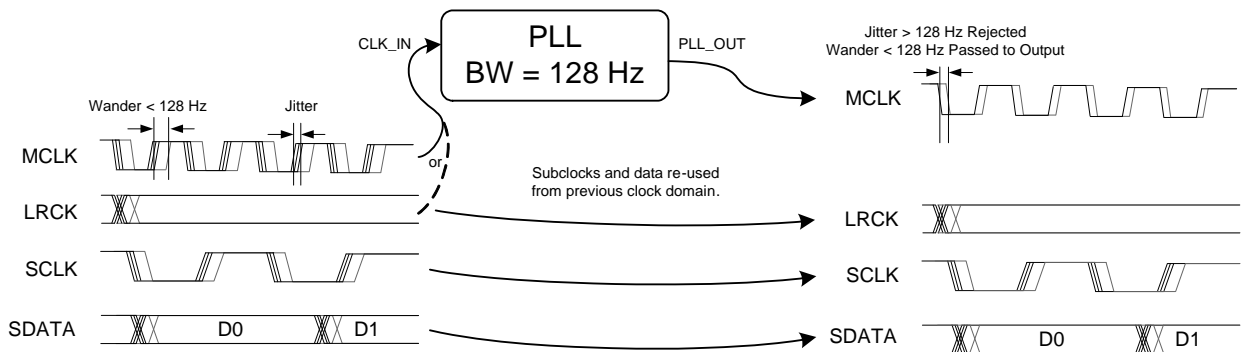 CLK_IN
PLL
BW = 128 Hz
PLL_OUT
Jitter > 128 Hz Rejected
Wander < 128 Hz Passed to Output
MCLK
Wander < 128 Hz
Jitter
MCLK
or
Subclocks and data re-used
from previous clock domain.
LRCK
LRCK
SCLK
SCLK
SDATA
D0
D1
SDATA
D0
D1